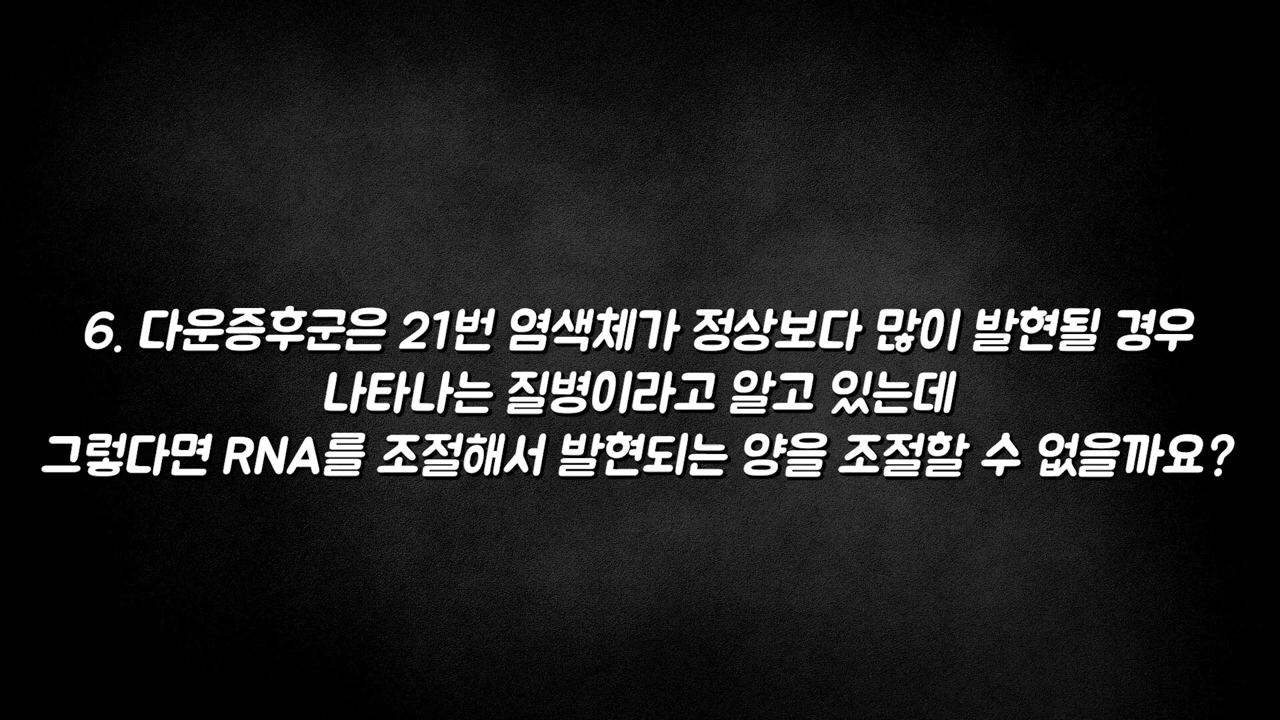 6. 다운증후군은 21번 염색체가 정상보다 많이 발현될 경우
나타나는 질병이라고 알고 있는데
그렇다면 RNA를 조절해서 발현되는 양을 조절할 수 없을까요?